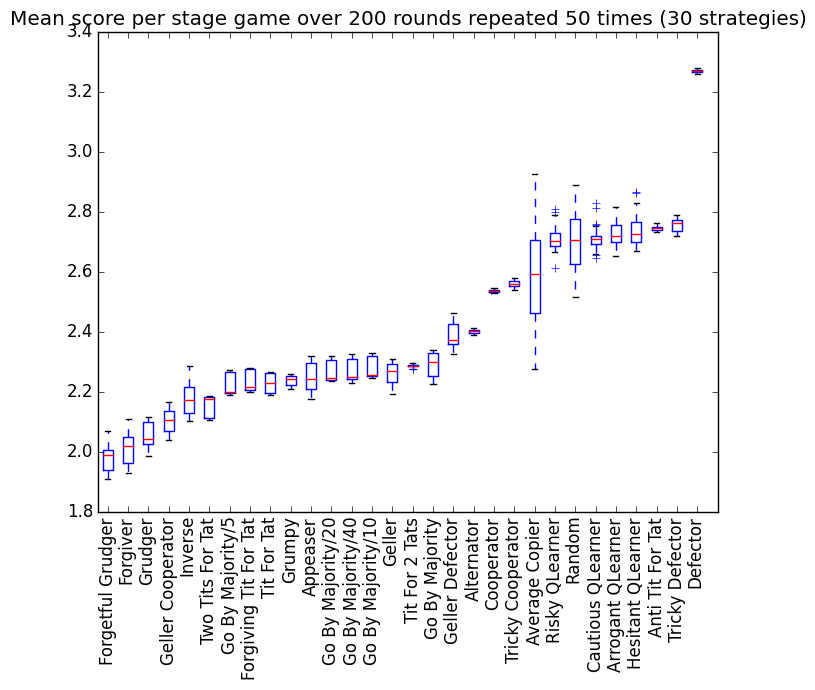 Mean score per stage game over 200 rounds repeated 50 times (30 strategies)
3.4
3.2
3.0
2.8
2.6
2.4
2.2
2.0
1.8
Forgetful Grudger
Forgiver
Grudger
Geller Cooperator
Inverse
Two Tits For Tat
Go By Majority/5
Forgiving Tit For Tat
Tit For Tat
Grumpy
Appeaser
Go By Majority/20
Go By Majority/40
Go By Majority/10
Geller
Tit For 2 Tats
Go By Majority
Geller Defector
Alternator
Cooperator
Tricky Cooperator
Average Copier
Risky QLearner
Random
Cautious QLearner
Arrogant QLearner
Hesitant QLearner
Anti Tit For Tat
Tricky Defector
Defector